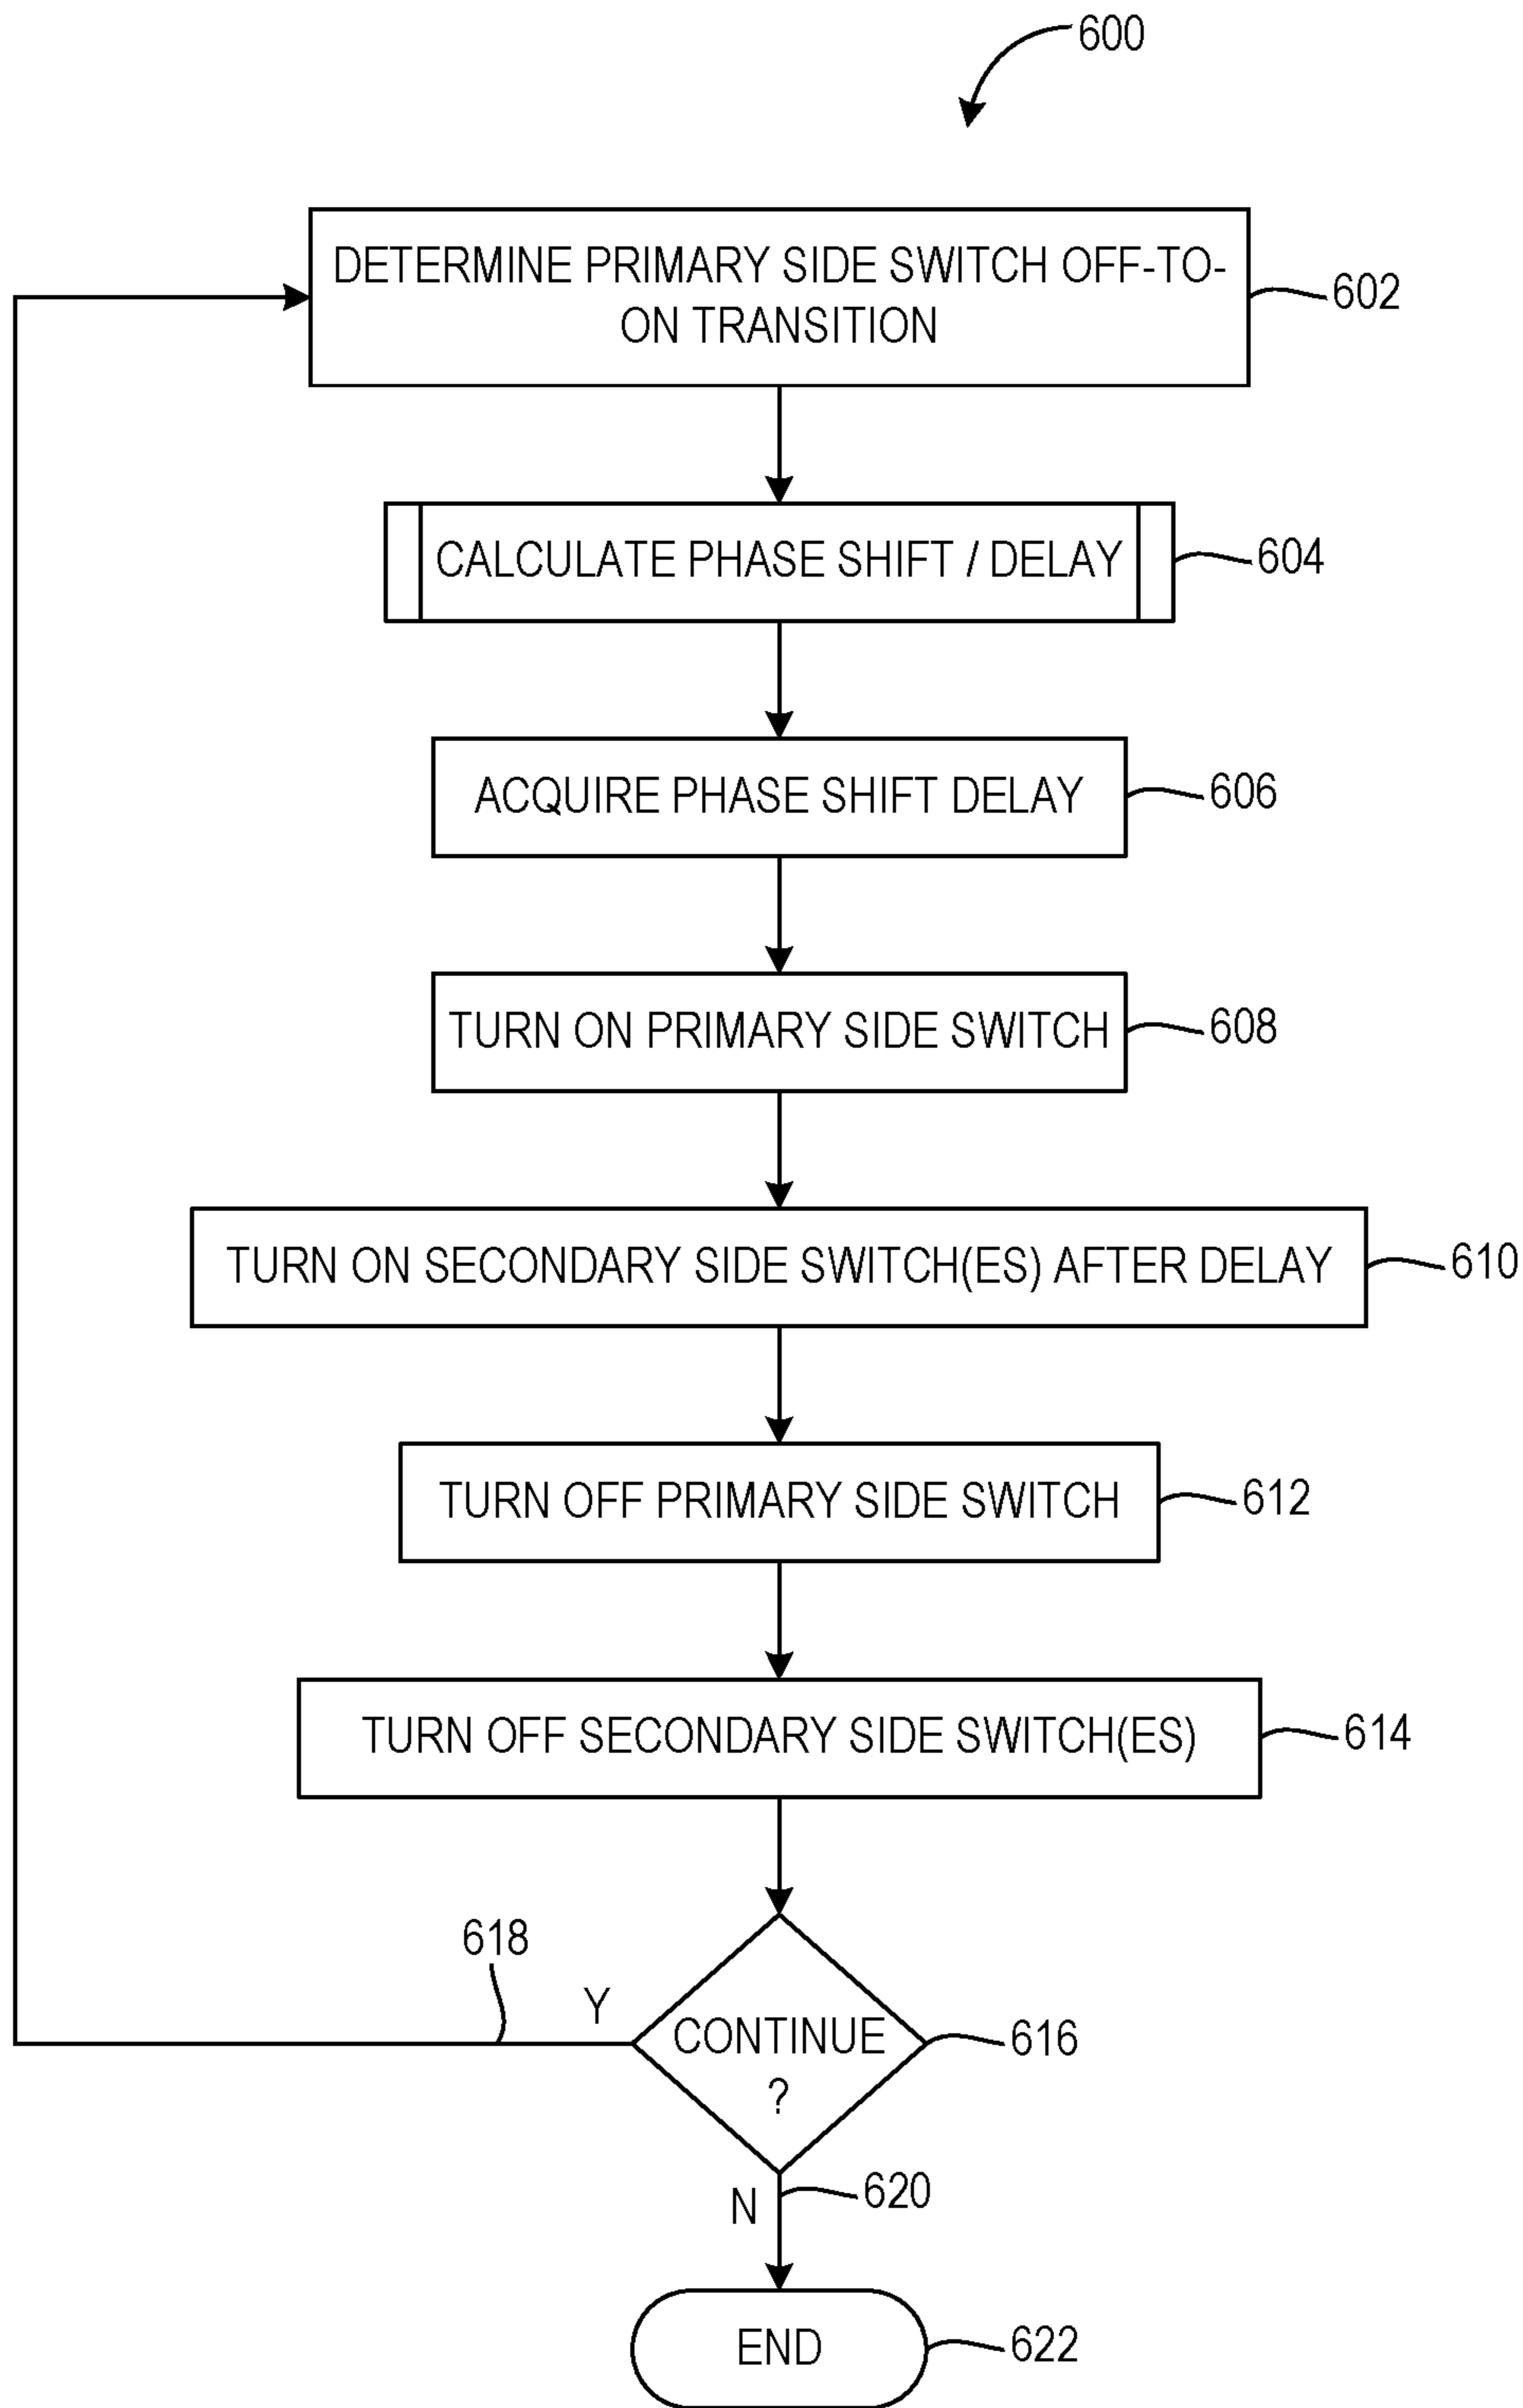 600
DETERMINE PRIMARY SIDE SWITCH OFF-TO-
ON TRANSITION
602
CALCULATE PHASE SHIFT / DELAY
604
ACQUIRE PHASE SHIFT DELAY
606
TURN ON PRIMARY SIDE SWITCH
608
TURN ON SECONDARY SIDE SWITCH(ES) AFTER DELAY
610
TURN OFF PRIMARY SIDE SWITCH
612
TURN OFF SECONDARY SIDE SWITCH(ES)
614
618
Y
CONTINUE
?
616
N
620
END
622